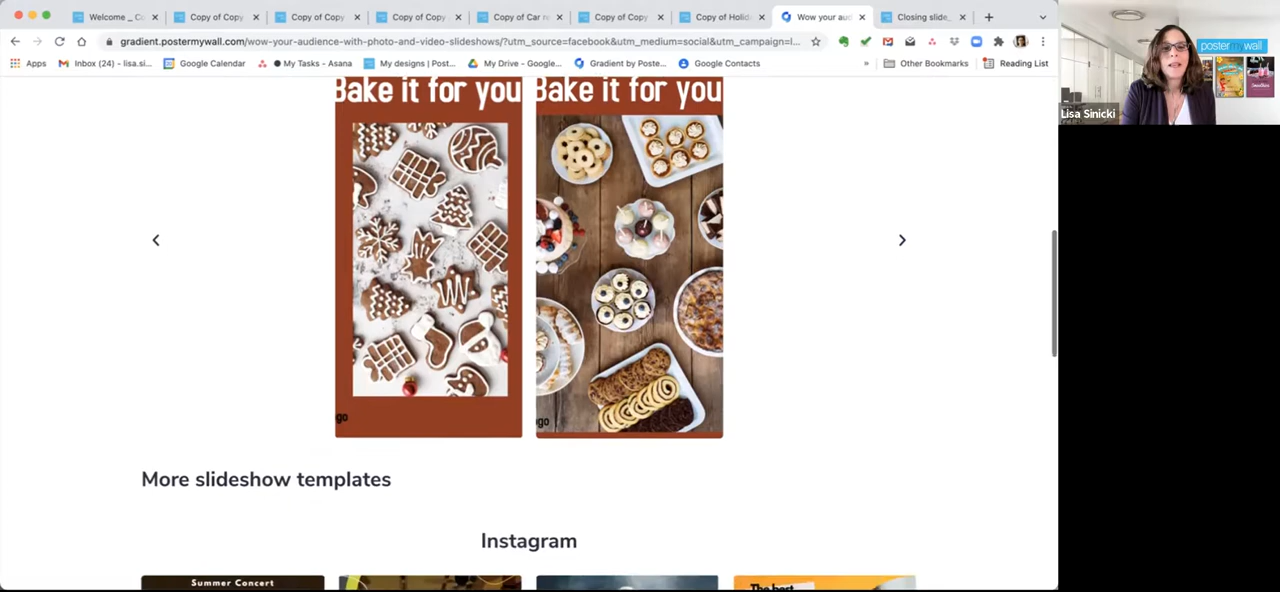 Welcome _ C
Copy of Copy
Copy of Copy
Copy of Copy
Copy of Car r
Copy of Copy
Copy of Holid
Wow your aud
Closing slide_
gradient.postermywall.com/wow-your-audience-with-photo-and-video-slideshows/?utm_source=facebook&utm_medium=social&utm_campaign=l...
Apps
Inbox (24) - lisa.si...
Google Calendar
My Tasks - Asana
My designs | Post...
My Drive - Google...
Gradient by Poste...
Google Contacts
»
Other Bookmarks
Reading List
postermywall
Lisa Sinicki
Bake it for you
Bake it for you
go
ogo
More slideshow templates
Instagram
Summer Concert
The best